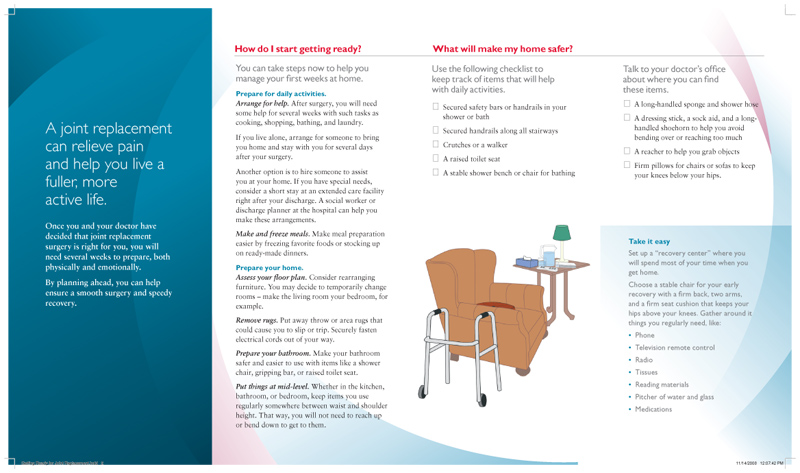 A joint replacement
can relieve pain
and help you live a
fuller, more
active life.
Once you and your doctor have
decided that joint replacement
surgery is right for you, you will
need several weeks to prepare, both
physically and emotionally.
By planning ahead, you can help
ensure a smooth surgery and speedy
recovery.
How do I start getting ready?
You can take steps now to help you
manage your first weeks at home.
Prepare for daily activities.
Arrange for help. After surgery, you will need
some help for several weeks with such tasks as
cooking, shopping, bathing, and laundry.
If you live alone, arrange for someone to bring
you home and stay with you for several days
after your surgery.
Another option is to hire someone to assist
you at home. If you have special needs,
consider a short stay at an extended care facility
right after your discharge. A social worker or
discharge planner at the hospital can help you
make these arrangements.
Make and freeze meals. Make meal preparation
easier by freezing favorite foods or stocking up
on ready-made dinners.
Prepare your home.
Assess your floor plan. Consider rearranging
furniture. You may decide to temporarily change
rooms – make the living room your bedroom, for
example.
Remove rugs. Put away throw or area rugs that
could cause you to slip or trip. Securely fasten
electrical cords out of your way.
Prepare your bathroom. Make your bathroom
safer and easier to use with items like a shower
chair, gripping bar, or raised toilet seat.
Put things at mid-level. Whether in the kitchen,
bathroom, or bedroom, keep items you use
regularly somewhere between waist and shoulder
height. That way, you will not need to reach up
or bend down to get to them.
What will make my home safer?
Use the following checklist to
keep track of items that will help
with daily activities.
Secured safety bars or handrails in your
shower or bath
Secured handrails along all stairways
Crutches or a walker
A raised toilet seat
A stable shower bench or chair for bathing
Talk to your doctor's office
about where you can find
these items.
A long-handled sponge and shower hose
A dressing stick, a sock aid, and a long-
handled shoehorn to help you avoid
bending over or reaching too much
A reacher to help you grab objects
Firm pillows for chairs or sofas to keep
your knees below your hips.
Take it easy
Set up a "recovery center" where you
will spend most of your time when you
get home.
Choose a stable chair for your early
recovery with a firm back, two arms,
and a firm seat cushion that keeps your
hips above your knees. Gather around it
things you regularly need, like:
• Phone
• Television remote control
• Radio
• Tissues
• Reading materials
• Pitcher of water and glass
• Medications
11/14/2003 12:07:42 PM